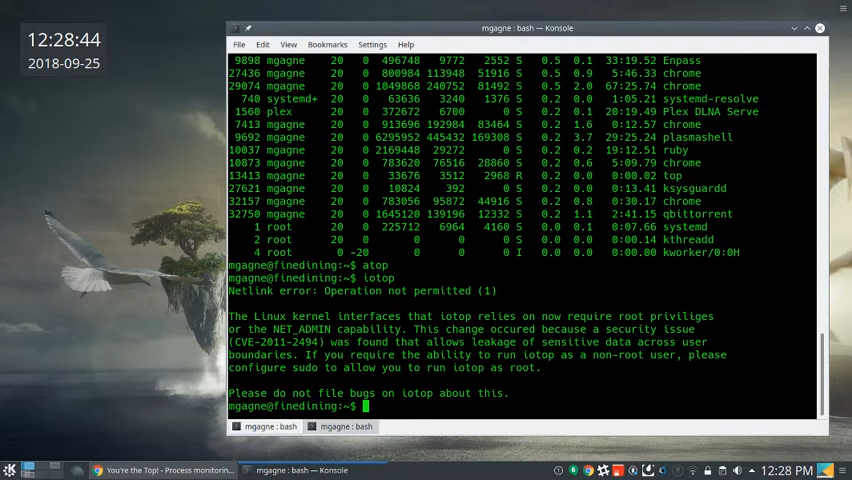 12:28:44
2018-09-25
mgagne : bash — Konsole
File Edit View Bookmarks Settings Help
9898 mgagne 20 0 496748 9772 2552 S 0.5 0.1 33:19.52 Enpass
27436 mgagne 20 0 800984 113948 51916 S 0.5 0.9 5:46.33 chrome
29074 mgagne 20 0 1049868 240752 81492 S 0.5 2.0 67:25.74 chrome
740 systemd+ 20 0 63636 3240 1376 S 0.2 0.0 1:05.21 systemd-resolve
1560 plex 20 0 372672 6700 0 S 0.2 0.1 20:19.49 Plex DLNA Serve
7413 mgagne 20 0 913696 192984 83464 S 0.2 1.6 0:12.57 chrome
9692 mgagne 20 0 6295952 445432 169308 S 0.2 3.7 29:25.24 plasmashell
10037 mgagne 20 0 2169448 29272 0 S 0.2 0.2 19:12.51 ruby
10873 mgagne 20 0 783620 76516 28860 S 0.2 0.6 5:09.79 chrome
13413 mgagne 20 0 33676 3512 2968 R 0.2 0.0 0:00.02 top
27621 mgagne 20 0 10824 392 0 S 0.2 0.0 0:13.41 ksysguardd
32157 mgagne 20 0 783056 95872 44916 S 0.2 0.8 0:30.17 chrome
32750 mgagne 20 0 1645120 139196 12332 S 0.2 1.1 2:41.15 qbittorrent
1 root 20 0 225712 6964 4160 S 0.0 0.1 0:07.66 systemd
2 root 20 0 0 0 0 S 0.0 0.0 0:00.14 kthreadd
4 root 0 -20 0 0 0 I 0.0 0.0 0:00.00 kworker/0:0H
mgagne@finedining:~$ atop
mgagne@finedining:~$ iotop
Netlink error: Operation not permitted (1)
The Linux kernel interfaces that iotop relies on now require root priviliges
or the NET_ADMIN capability. This change occured because a security issue
(CVE-2011-2494) was found that allows leakage of sensitive data across user
boundaries. If you require the ability to run iotop as a non-root user, please
configure sudo to allow you to run iotop as root.
Please do not file bugs on iotop about this.
mgagne@finedining:~$
mgagne : bash mgagne : bash
You're the Top! - Process monitorin... mgagne : bash — Konsole 12:28 PM